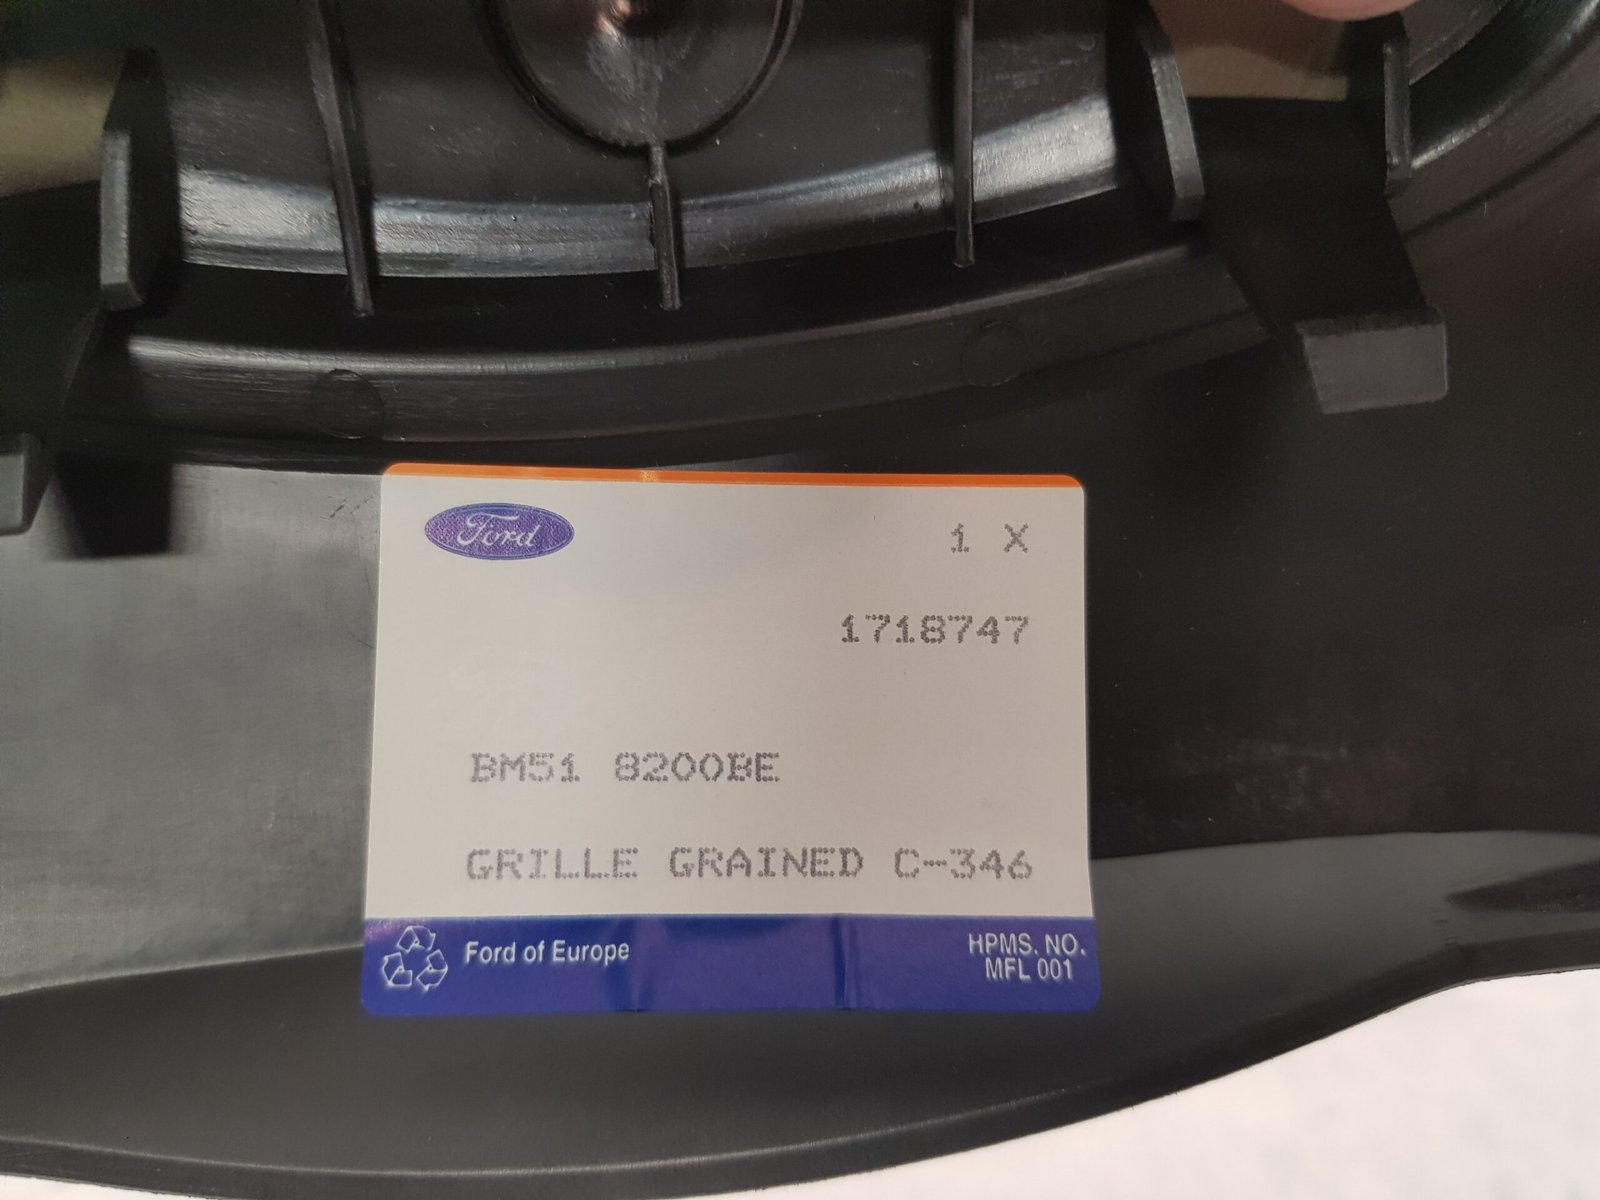 Ford
1 X
1718747
BM51 8200BE
GRILLE GRAINED C-346
Ford of Europe
HPMS. NO.
MFL 001